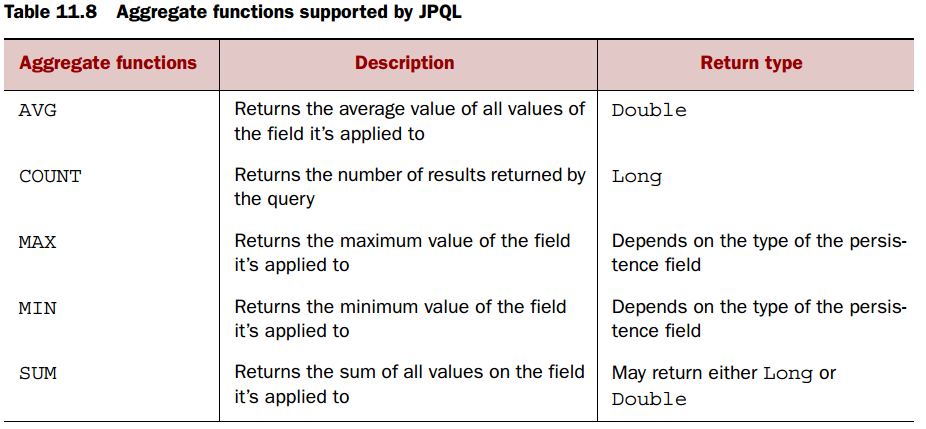 Table 11.8 Aggregate functions supported by JPQL
Aggregate functions Description Return type
AVG Returns the average value of all values of Double
the field it's applied to
COUNT Returns the number of results returned by Long
the query
MAX Returns the maximum value of the field Depends on the type of the persis-
it's applied to tence field
MIN Returns the minimum value of the field Depends on the type of the persis-
it's applied to tence field
SUM Returns the sum of all values on the field May return either Long or
it's applied to Double